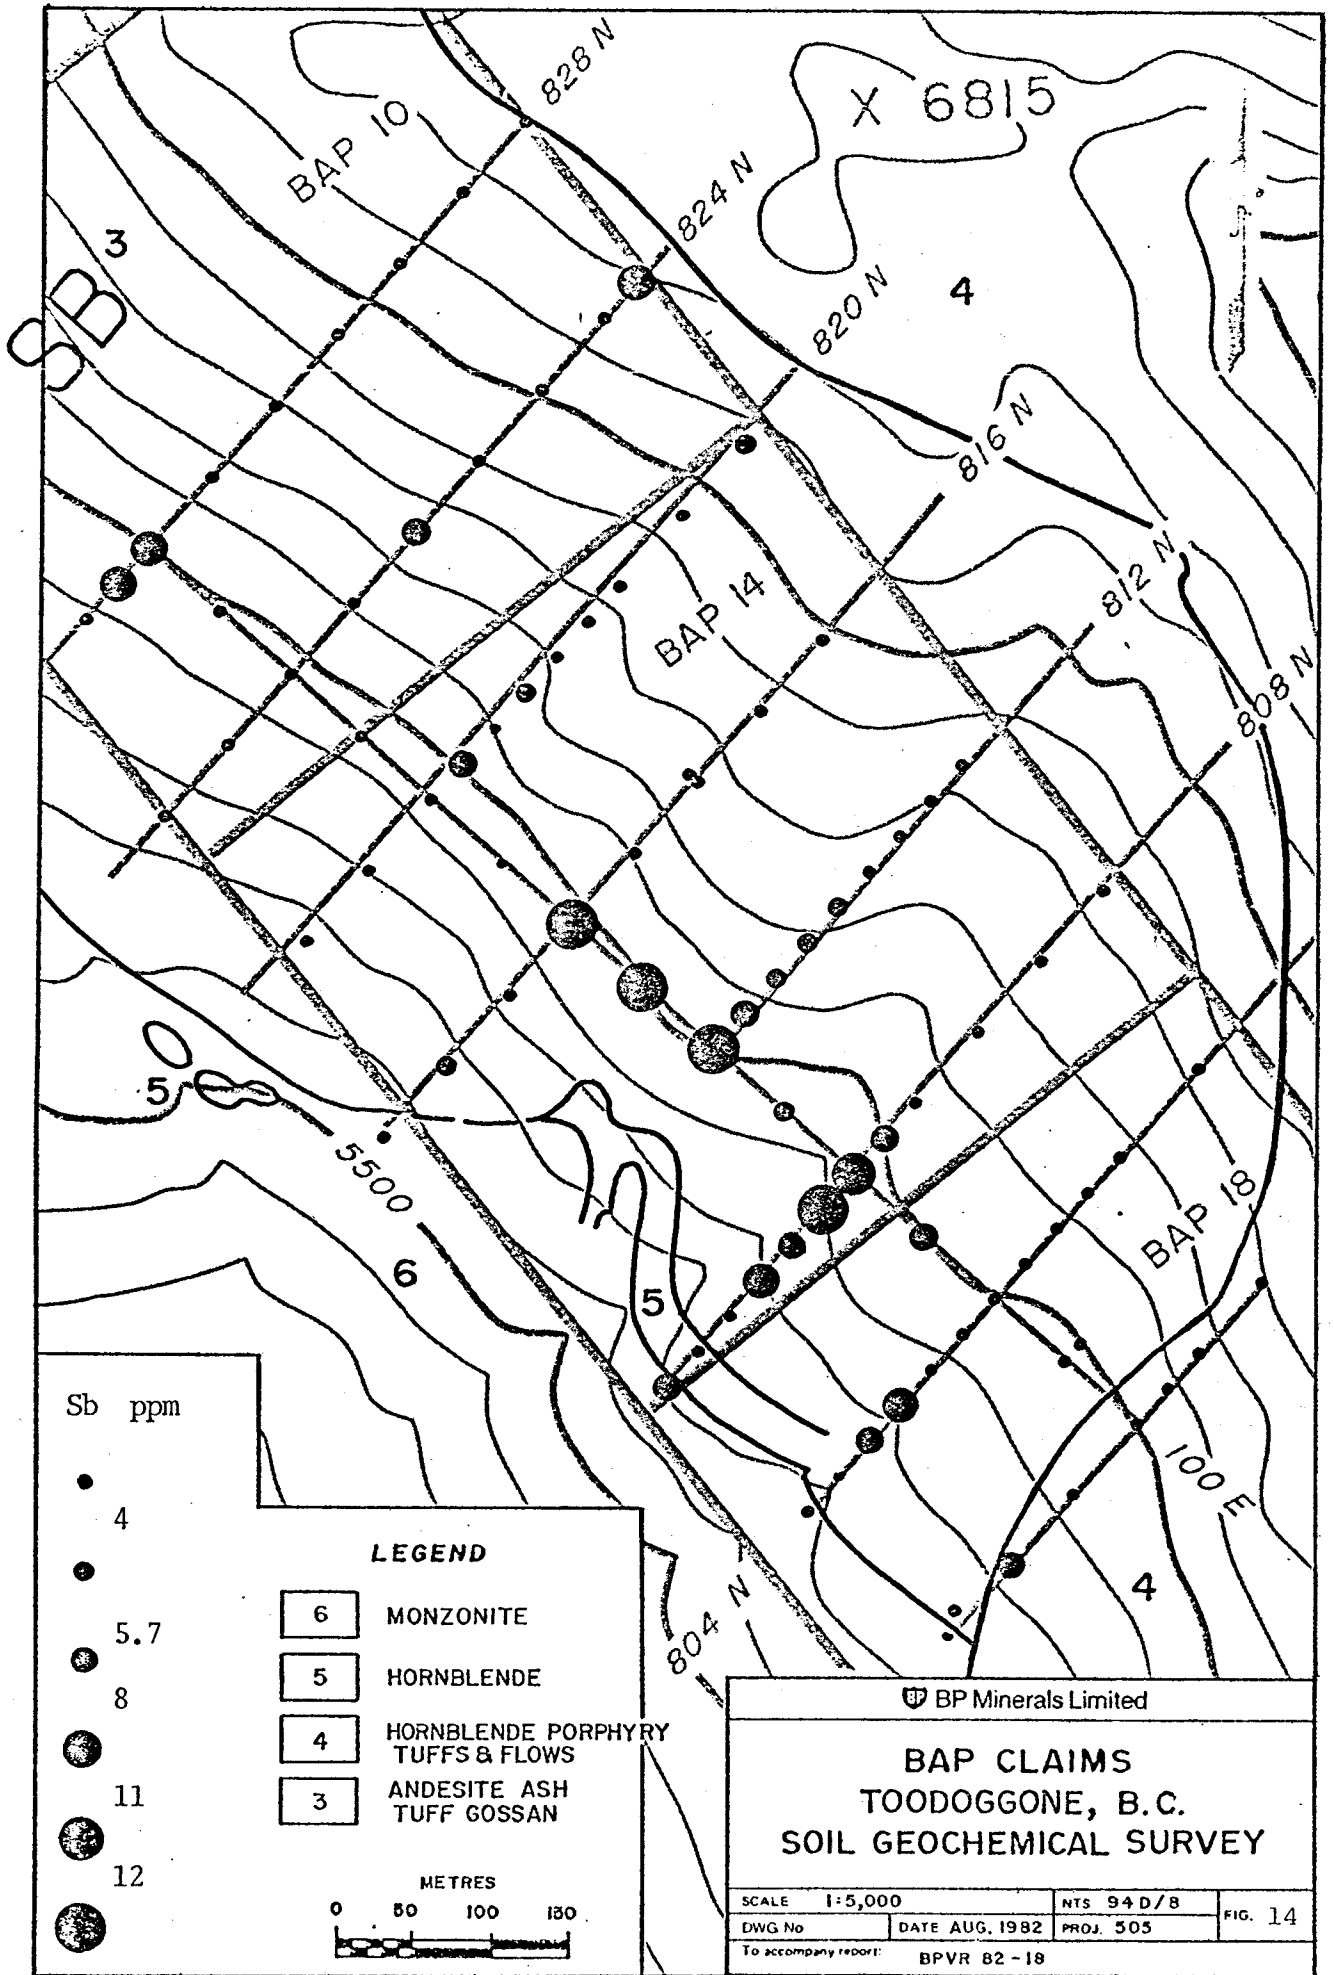 828 N
BAP 10
X 6815
824 N
3
SB
820 N
4
816 N
BAP 14
812 N
808 N
5
5500
6
5
BAP 18
100 E
4
804 N
Sb ppm
4
5.7
8
11
12
LEGEND
6 MONZONITE
5 HORNBLENDE
4 HORNBLENDE PORPHYRY
TUFFS & FLOWS
3 ANDESITE ASH
TUFF GOSSAN
METRES
0 50 100 150
BP BP Minerals Limited
BAP CLAIMS
TOODOGGONE, B.C.
SOIL GEOCHEMICAL SURVEY
SCALE 1:5,000 NTS 94 D/8 FIG. 14
DWG No DATE AUG, 1982 PROJ. 505
To accompany report: BPVR 82-18